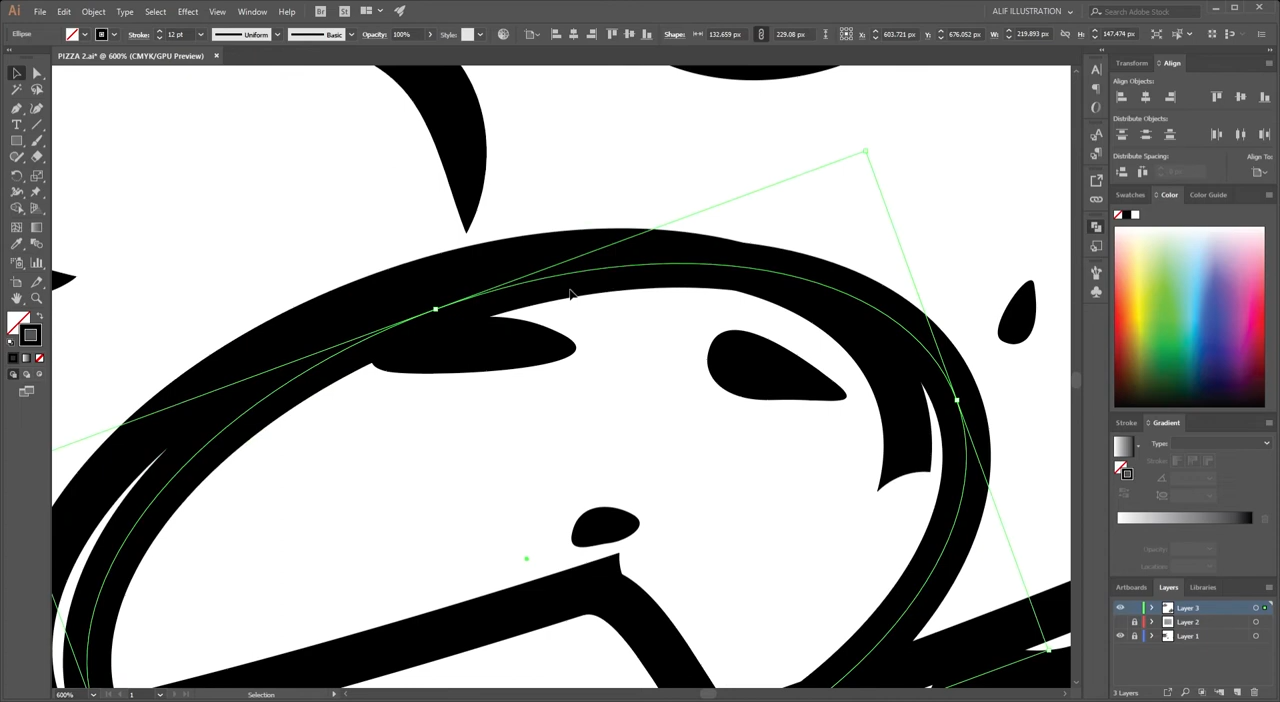 Ai File Edit Object Type Select Effect View Window Help Br St ALIF ILLUSTRATION Search Adobe Stock
Ellipse Stroke: 12 pt Uniform Basic Opacity: 100% Style: Shape: 132.659 px 229.08 px X: 603.721 px Y: 676.052 px W: 219.893 px H: 147.474 px
PIZZA 2.ai* @ 600% (CMYK/GPU Preview) ×
Transform Align
Align Objects:
Distribute Objects:
Distribute Spacing: Align To:
Swatches Color Color Guide
Stroke Gradient
Type:
Stroke:
Opacity:
Location:
Artboards Layers Libraries
Layer 3
Layer 2
Layer 1
3 Layers
600% 1 Selection